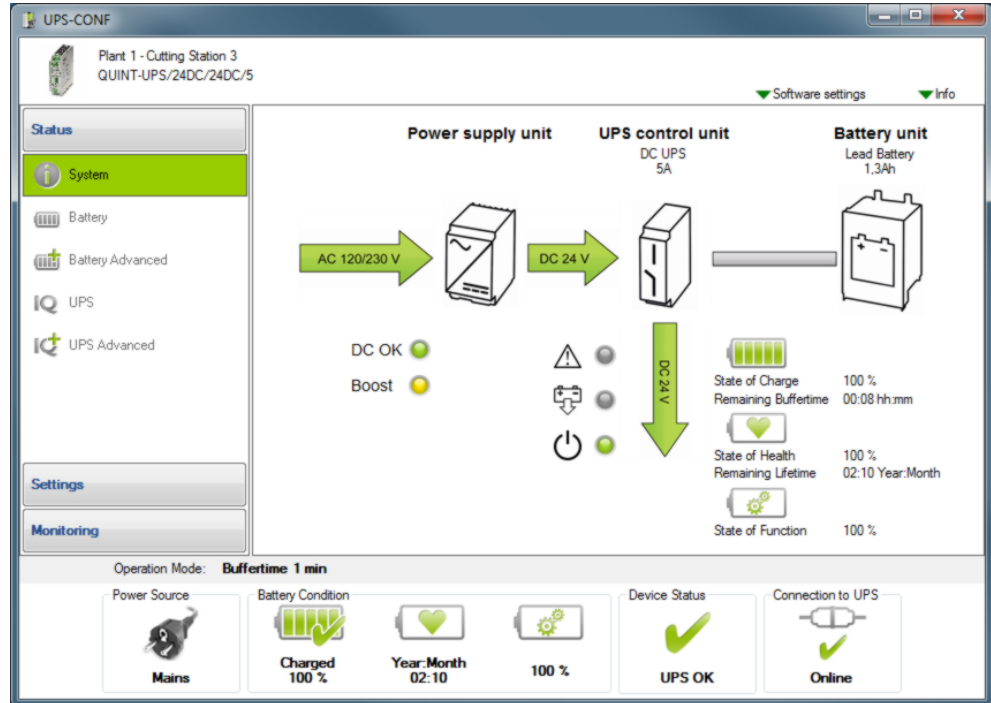 UPS-CONF
Plant 1 - Cutting Station 3
QUINT-UPS/24DC/24DC/5
Software settings
Info
Status
System
Battery
Battery Advanced
IQ UPS
IQ UPS Advanced
Settings
Monitoring
Power supply unit
UPS control unit
DC UPS
5A
Battery unit
Lead Battery
1,3Ah
AC 120/230 V
DC 24 V
DC OK
Boost
DC 24 V
State of Charge 100 %
Remaining Buffertime 00:08 hh:mm
State of Health 100 %
Remaining Lifetime 02:10 Year:Month
State of Function 100 %
Operation Mode: Buffertime 1 min
Power Source
Mains
Battery Condition
Charged
100 %
Year:Month
02:10
100 %
Device Status
UPS OK
Connection to UPS
Online